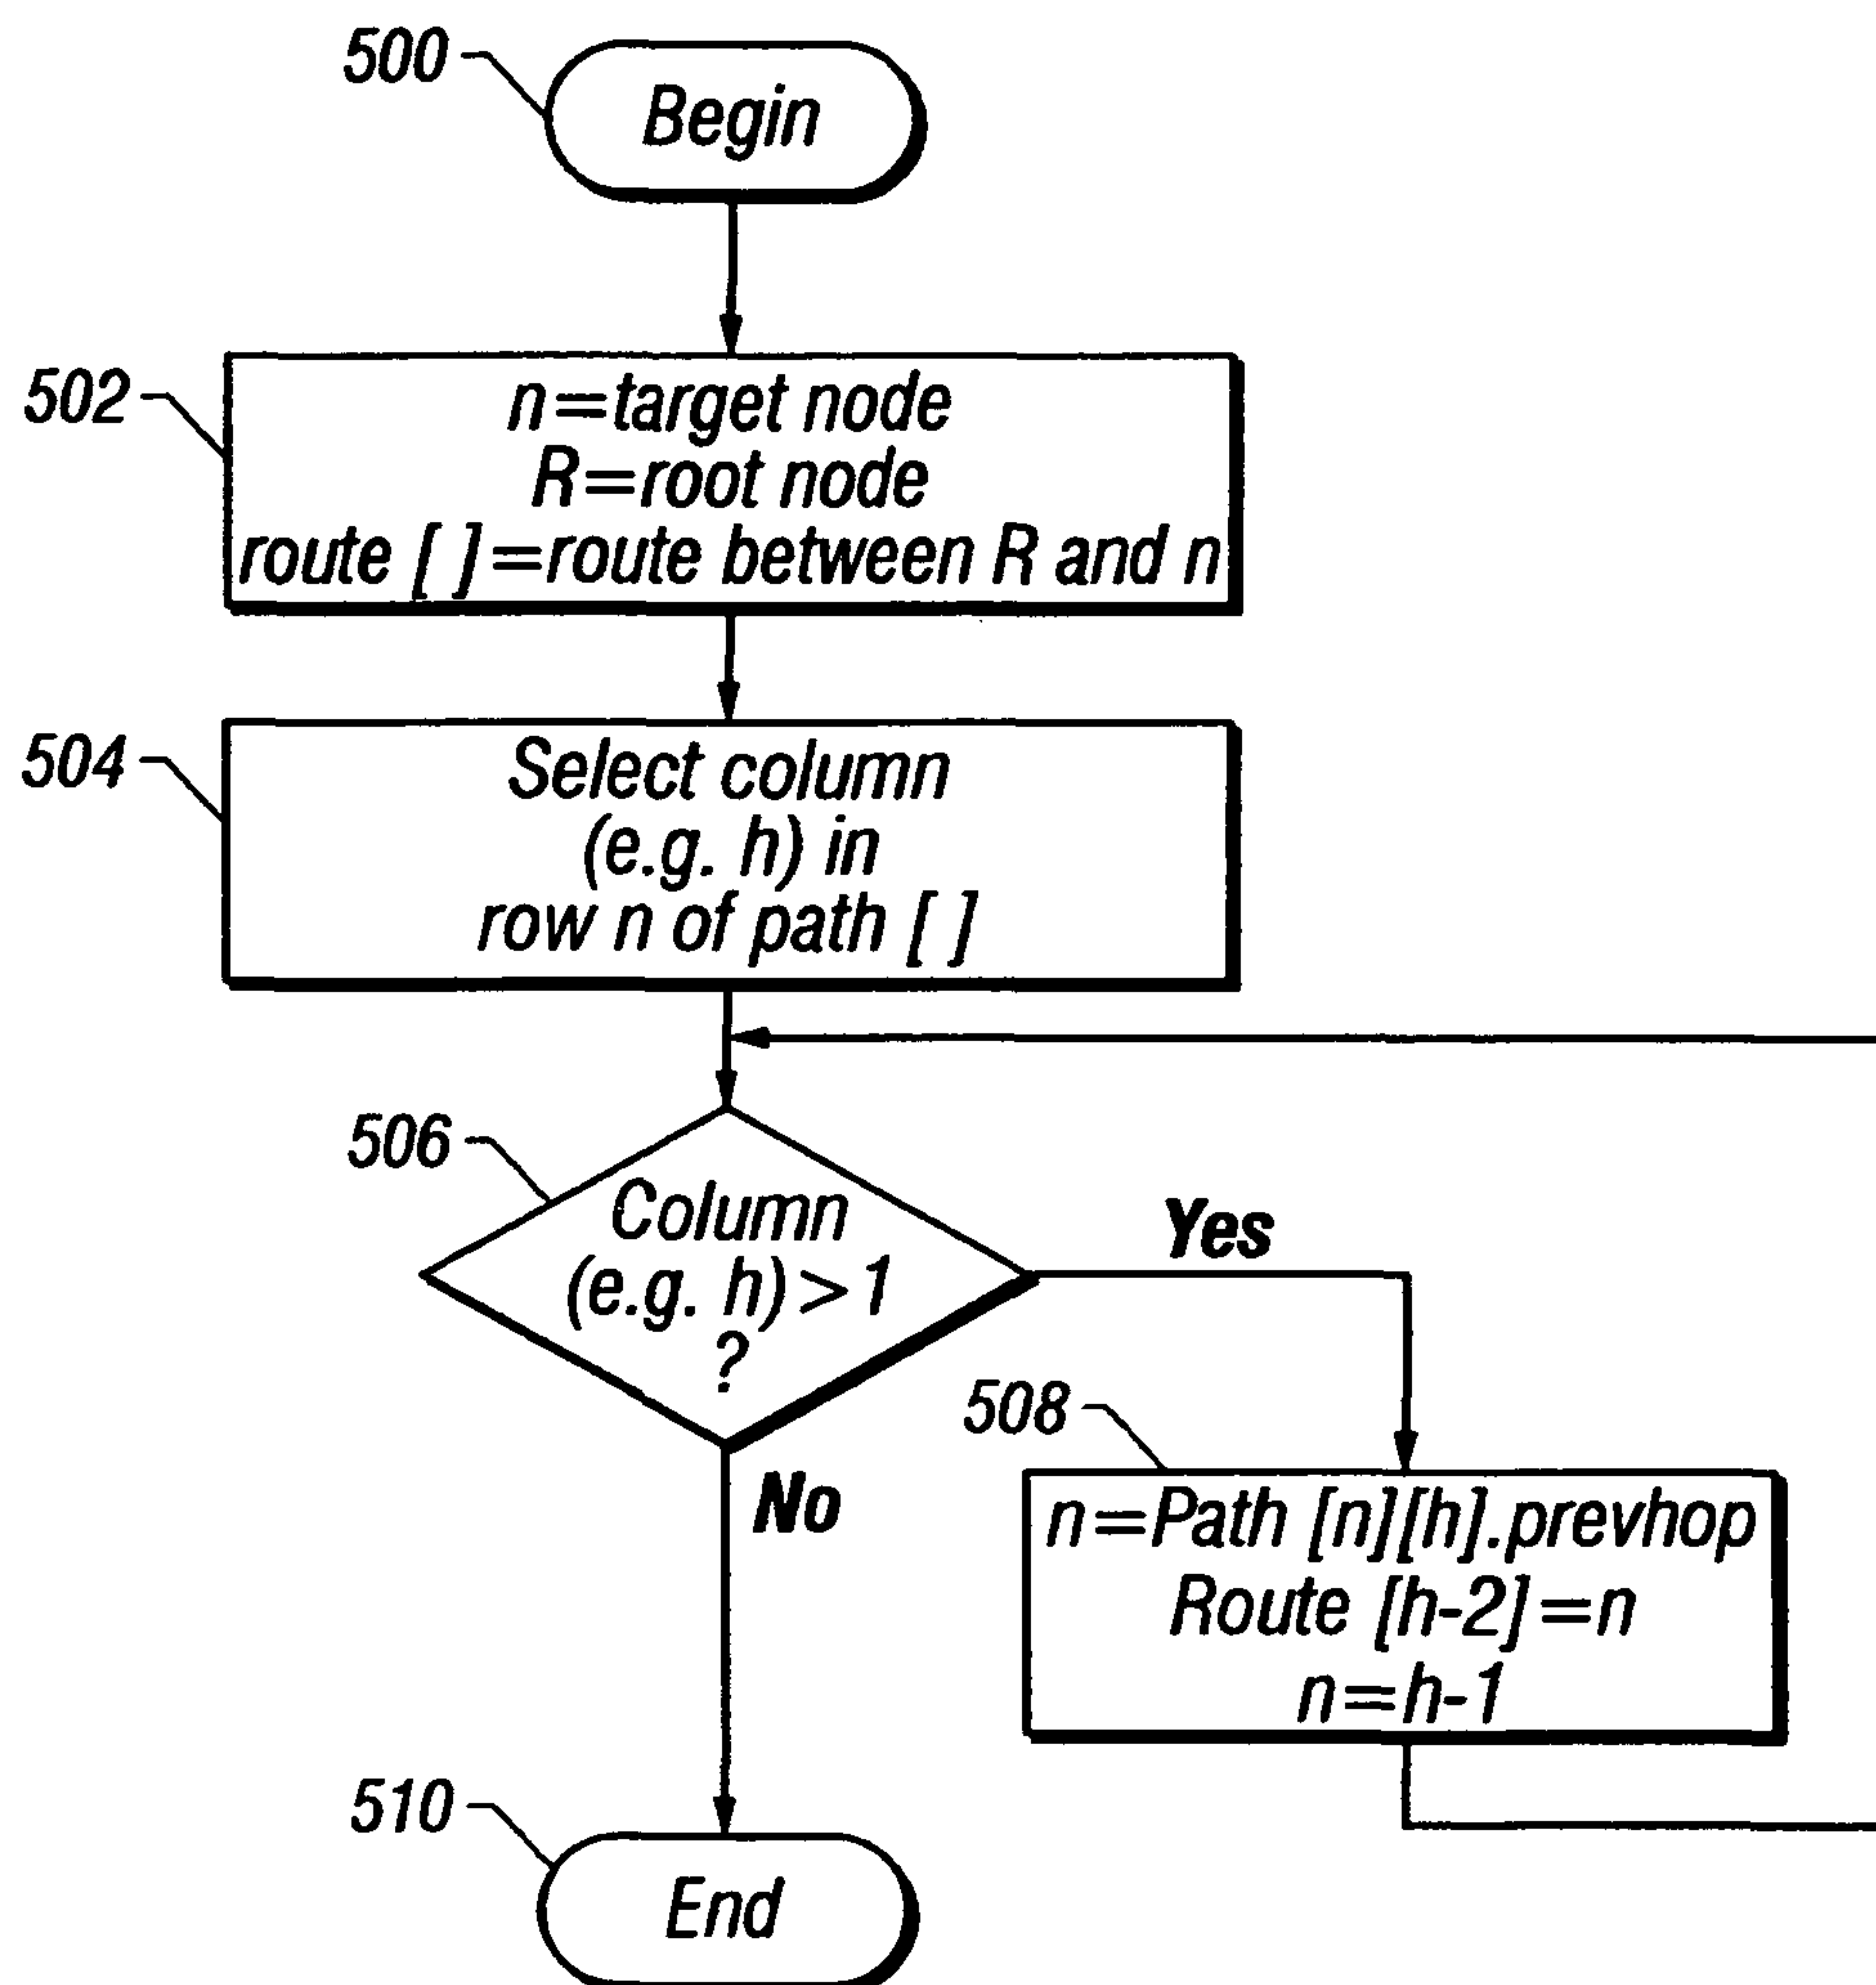 500
Begin
502
n=target node
R=root node
route [ ]=route between R and n
504
Select column
(e.g. h) in
row n of path [ ]
506
Column
(e.g. h)>1
?
Yes
No
508
n=Path [n][h].prevhop
Route [h-2]=n
n=h-1
510
End